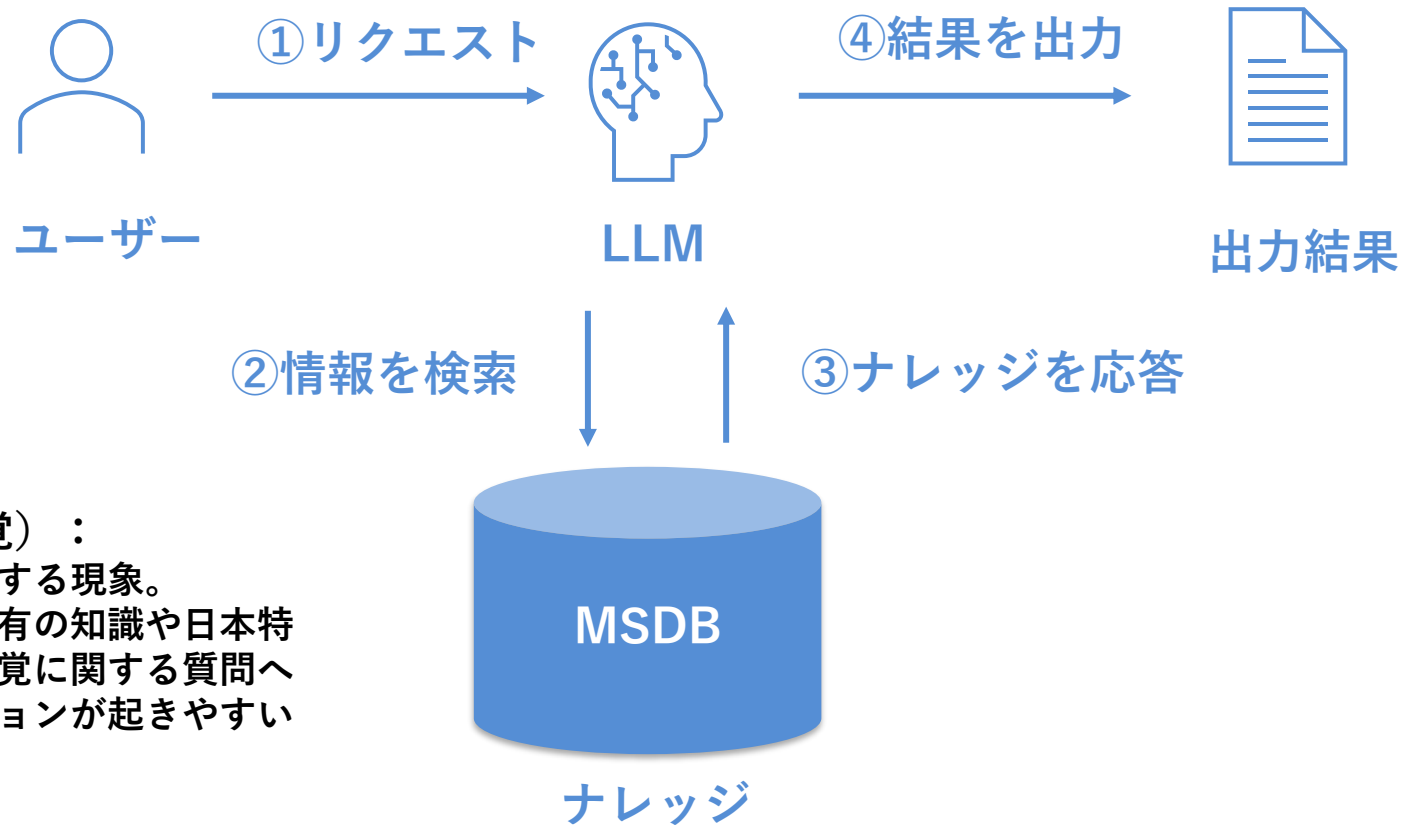 ①リクエスト
④結果を出力
ユーザー
LLM
出力結果
②情報を検索
③ナレッジを応答
覚）：
する現象。
有の知識や日本特
覚に関する質問へ
ョンが起きやすい
MSDB
ナレッジ